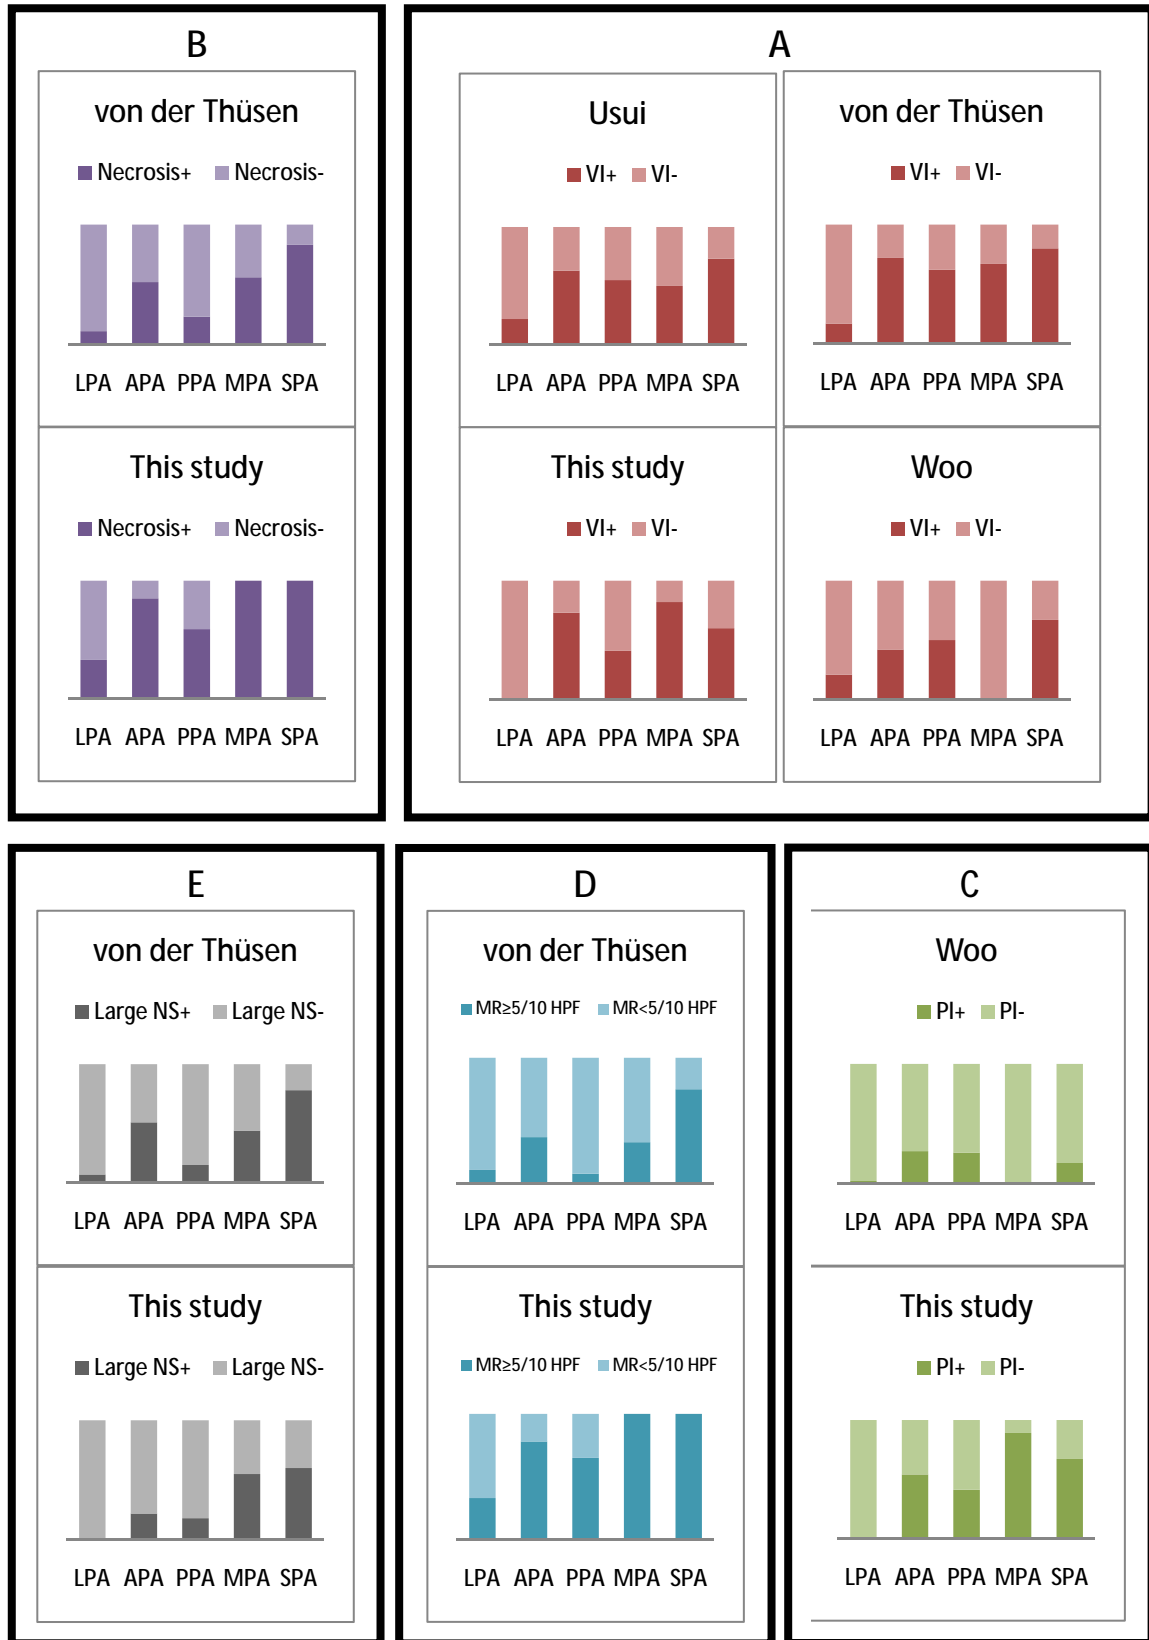 B
von der Thüsen
Necrosis+ Necrosis-
LPA APA PPA MPA SPA
This study
Necrosis+ Necrosis-
LPA APA PPA MPA SPA
A
Usui
VI+ VI-
LPA APA PPA MPA SPA
von der Thüsen
VI+ VI-
LPA APA PPA MPA SPA
This study
VI+ VI-
LPA APA PPA MPA SPA
Woo
VI+ VI-
LPA APA PPA MPA SPA
E
von der Thüsen
Large NS+ Large NS-
LPA APA PPA MPA SPA
This study
Large NS+ Large NS-
LPA APA PPA MPA SPA
D
von der Thüsen
MR≥5/10 HPF MR<5/10 HPF
LPA APA PPA MPA SPA
This study
MR≥5/10 HPF MR<5/10 HPF
LPA APA PPA MPA SPA
C
Woo
PI+ PI-
LPA APA PPA MPA SPA
This study
PI+ PI-
LPA APA PPA MPA SPA